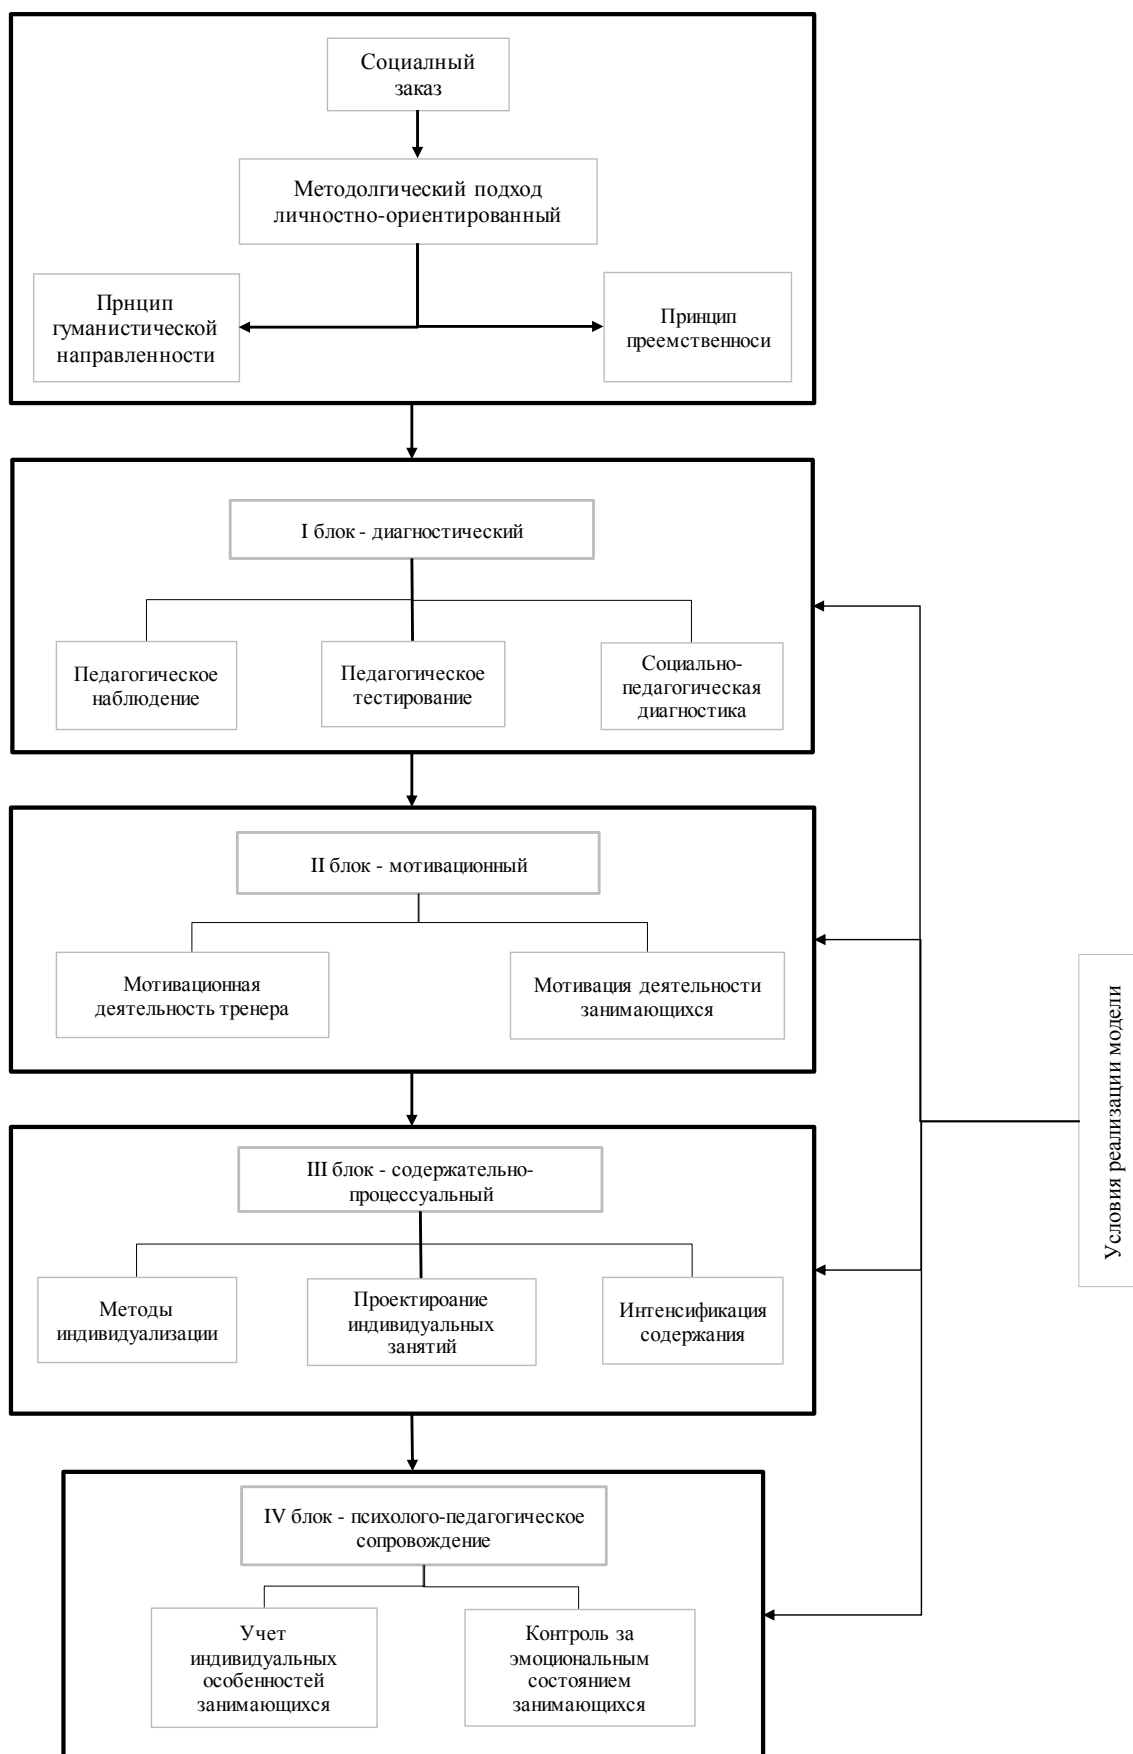 Социалный
заказ
Методолгический подход
личностно-ориентированный
Прнцип
гуманистической
направленности
Принцип
преемственноси
I блок - диагностический
Педагогическое
наблюдение
Педагогическое
тестирование
Социально-
педагогическая
диагностика
II блок - мотивационный
Мотивационная
деятельность тренера
Мотивация деятельности
занимающихся
Условия реализации модели
III блок - содержательно-
процессуальный
Методы
индивидуализации
Проектироание
индивидуальных
занятий
Интенсификация
содержания
IV блок - психолого-педагогическое
сопровождение
Учет
индивидуальных
особенностей
занимающихся
Контроль за
эмоциональным
состоянием
занимающихся